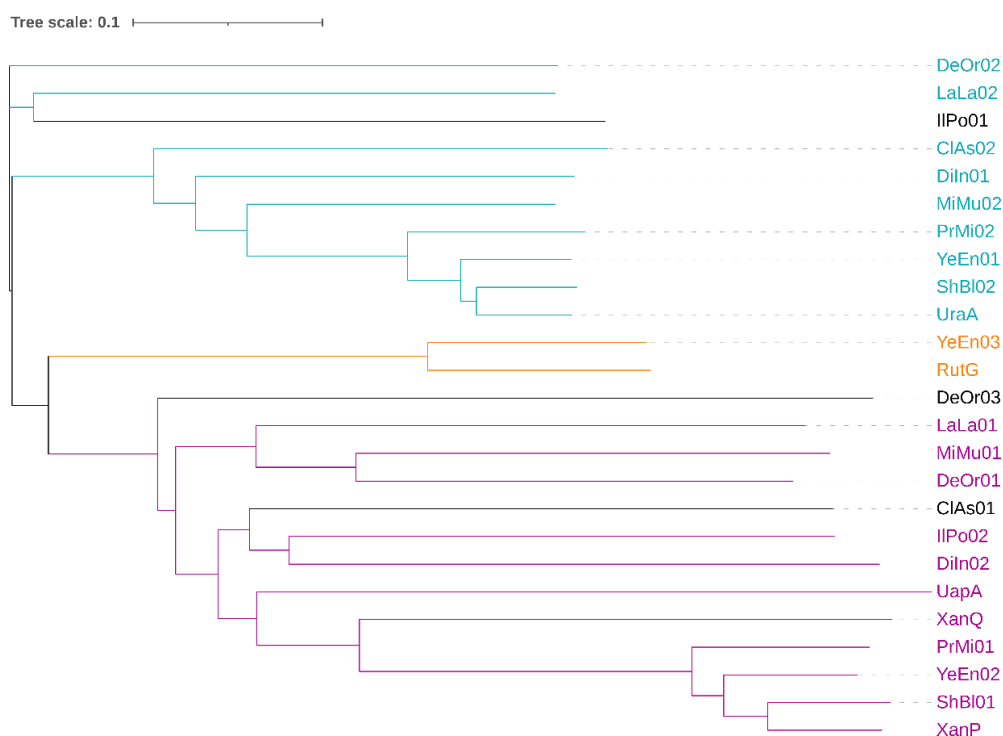 Tree scale: 0.1
DeOr02
LaLa02
IlPo01
ClAs02
DiIn01
MiMu02
PrMi02
YeEn01
ShBl02
UraA
YeEn03
RutG
DeOr03
LaLa01
MiMu01
DeOr01
ClAs01
IlPo02
DiIn02
UapA
XanQ
PrMi01
YeEn02
ShBl01
XanP